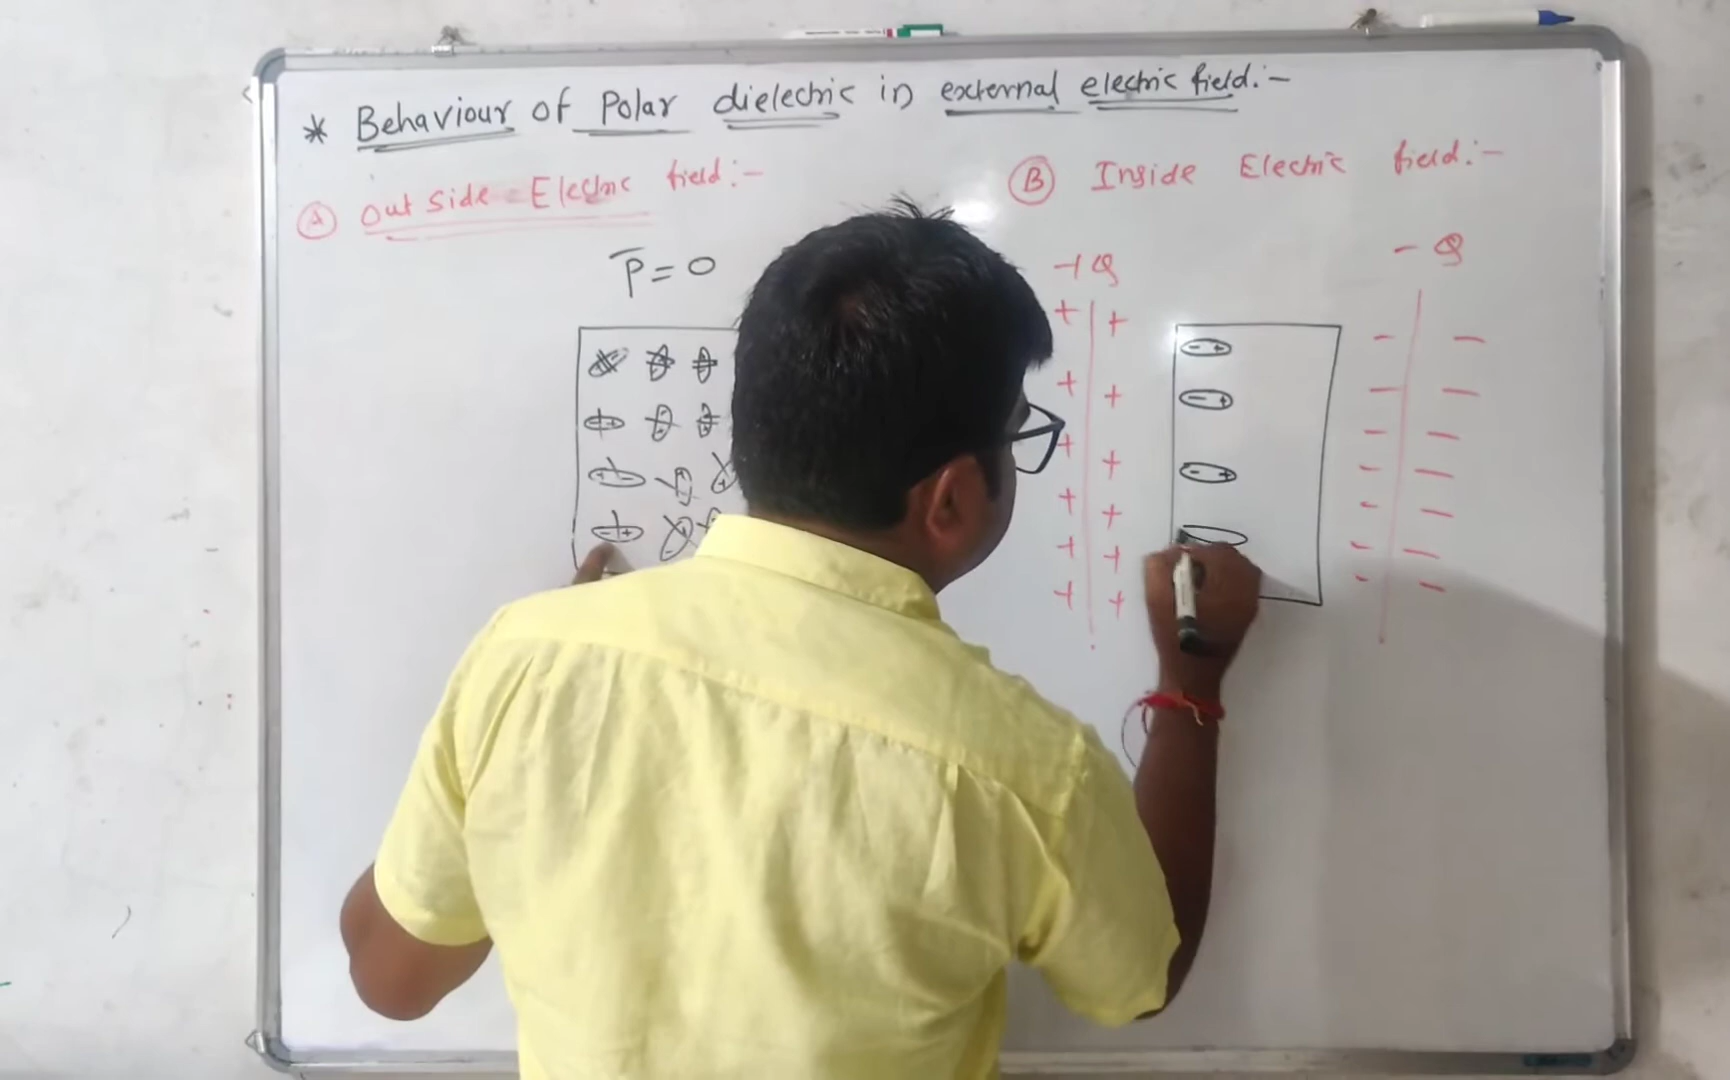 * Behaviour of Polar dielectric in external electric field:-
(A) Out Side Electric field:-
(B) Inside Electric field:-
P̅ = 0
+Q
- Q